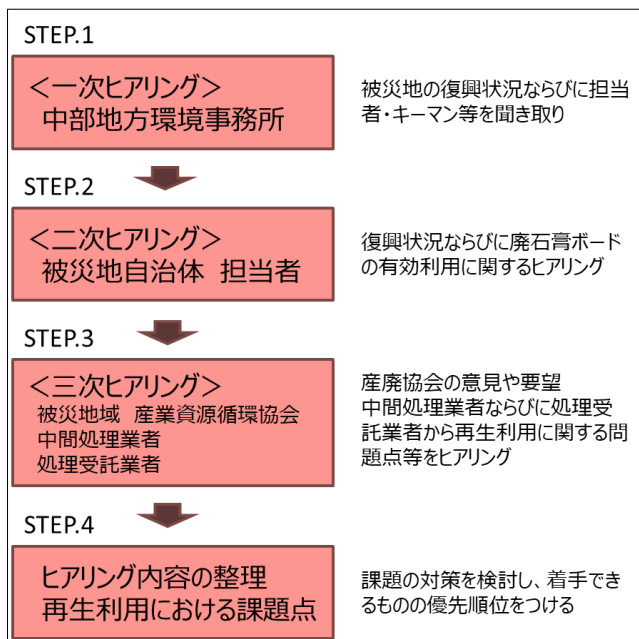 STEP.1
＜一次ヒアリング＞
中部地方環境事務所
被災地の復興状況ならびに担当
者・キーマン等を聞き取り
STEP.2
＜二次ヒアリング＞
被災地自治体 担当者
復興状況ならびに廃石膏ボード
の有効利用に関するヒアリング
STEP.3
＜三次ヒアリング＞
被災地域 産業資源循環協会
中間処理業者
処理受託業者
産廃協会の意見や要望
中間処理業者ならびに処理受
託業者から再生利用に関する問
題点等をヒアリング
STEP.4
ヒアリング内容の整理
再生利用における課題点
課題の対策を検討し、着手でき
るものの優先順位をつける